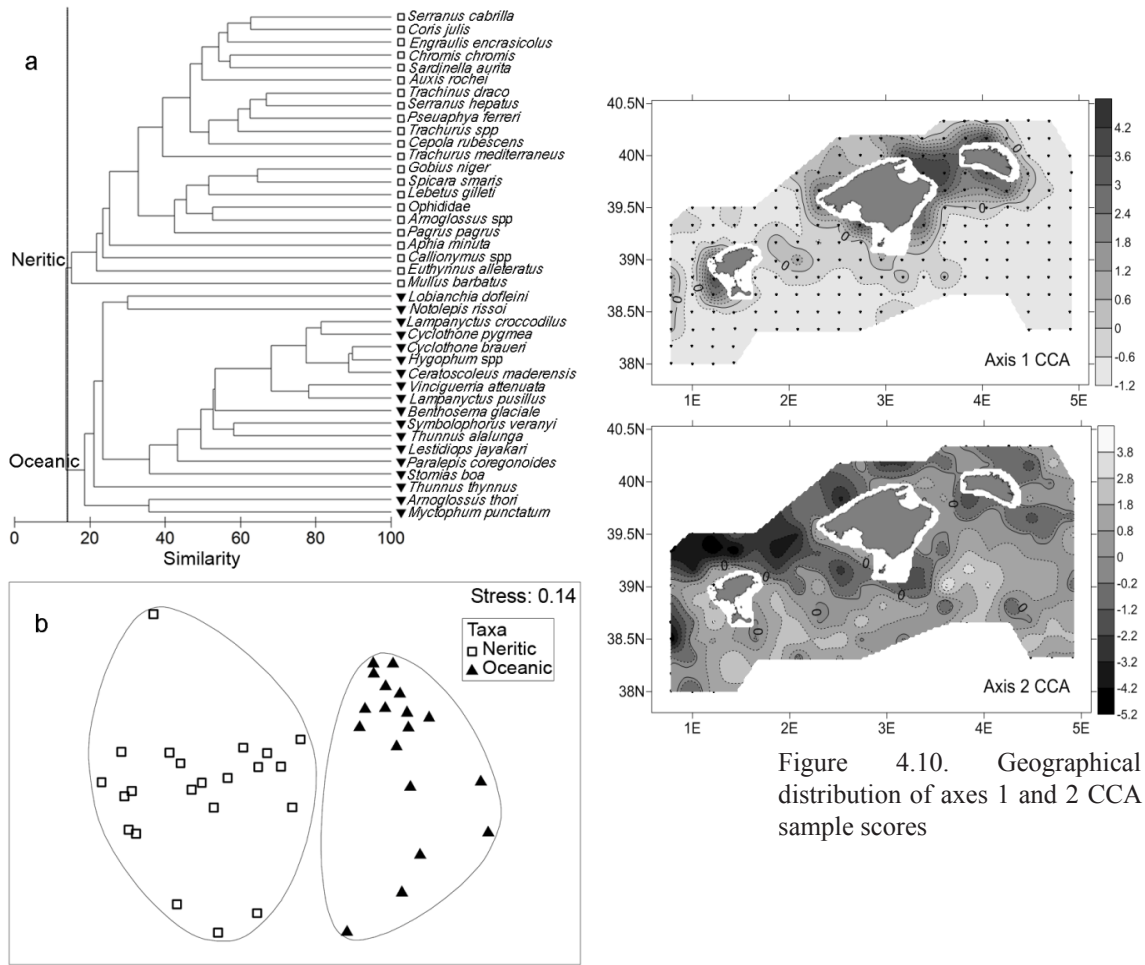 a
Serranus cabrilla
Coris julis
Engraulis encrasicolus
Chromis chromis
Sardinella aurita
Auxis rochei
Trachinus draco
Serranus hepatus
Pseuaphya ferreri
Trachurus spp
Cepola rubescens
Trachurus mediterraneus
Gobius niger
Spicara smaris
Lebetus gilleti
Ophididae
Arnoglossus spp
Pagrus pagrus
Aphia minuta
Callionymus spp
Euthyrinus alleteratus
Mullus barbatus
Lobianchia dofleini
Notolepis rissoi
Lampanyctus croccodilus
Cyclothone pygmea
Cyclothone braueri
Hygophum spp
Ceratoscoleus maderensis
Vinciguerria attenuata
Lampanyctus pusillus
Benthosema glaciale
Symbolophorus veranyi
Thunnus alalunga
Lestidiops jayakari
Paralepis coregonoides
Stomias boa
Thunnus thynnus
Arnoglossus thori
Myctophum punctatum
Neritic
Oceanic
0 20 40 60 80 100
Similarity
b
Stress: 0.14
Taxa
Neritic
Oceanic
40.5N
40N
39.5N
39N
38.5N
38N
1E 2E 3E 4E 5E
0
0
0
0
0
Axis 1 CCA
4.2
3.6
3
2.4
1.8
1.2
0.6
0
-0.6
-1.2
40.5N
40N
39.5N
39N
38.5N
38N
1E 2E 3E 4E 5E
0
0
0
0
0
0
0
Axis 2 CCA
3.8
2.8
1.8
0.8
0
-0.2
-1.2
-2.2
-3.2
-4.2
-5.2
Figure 4.10. Geographical
distribution of axes 1 and 2 CCA
sample scores